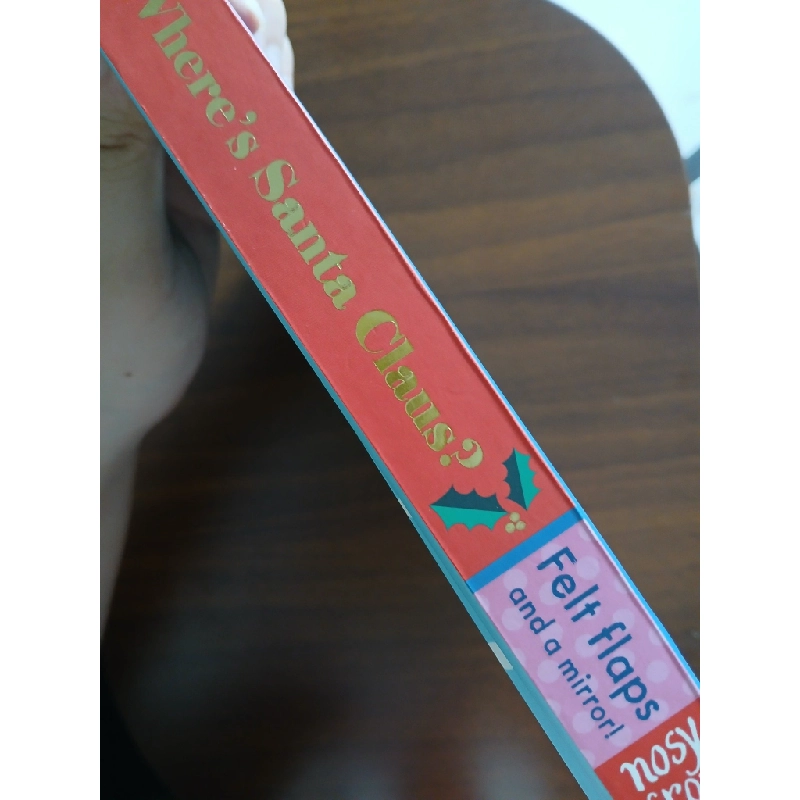 Where's Santa Claus?
Felt flaps
and a mirror!
nosy